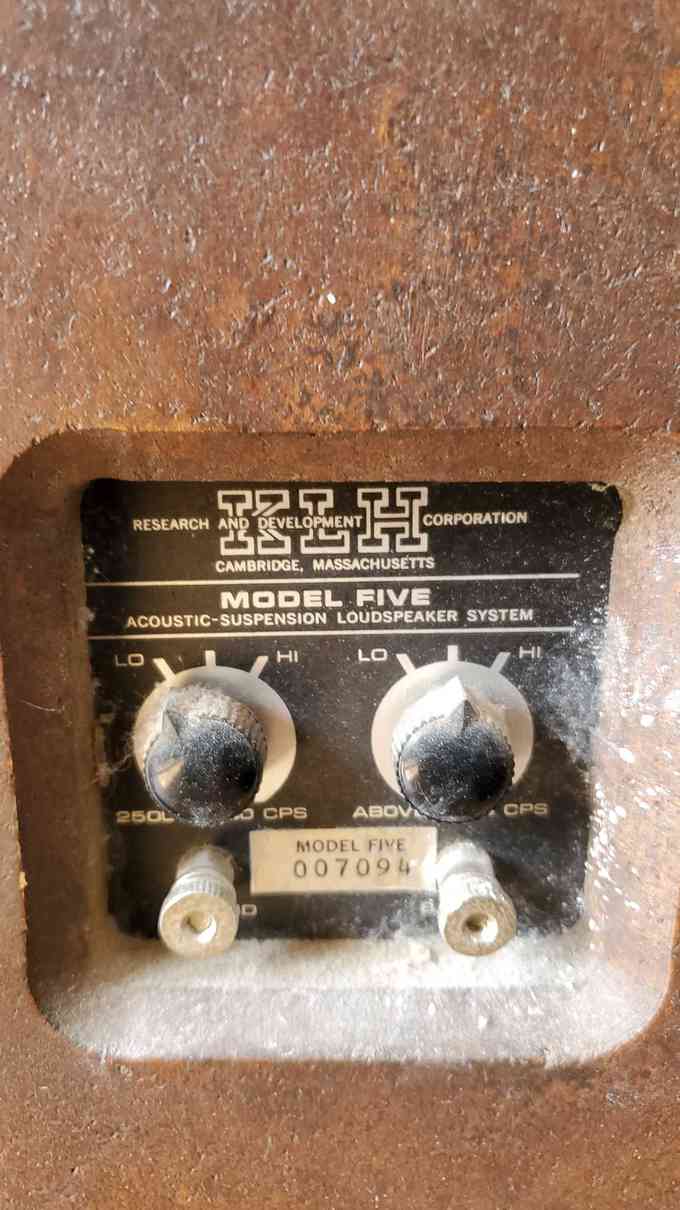 KLH
RESEARCH AND DEVELOPMENT CORPORATION
CAMBRIDGE, MASSACHUSETTS
MODEL FIVE
ACOUSTIC-SUSPENSION LOUDSPEAKER SYSTEM
LO HI LO HI
CPS ABOVE CPS
MODEL FIVE
007094